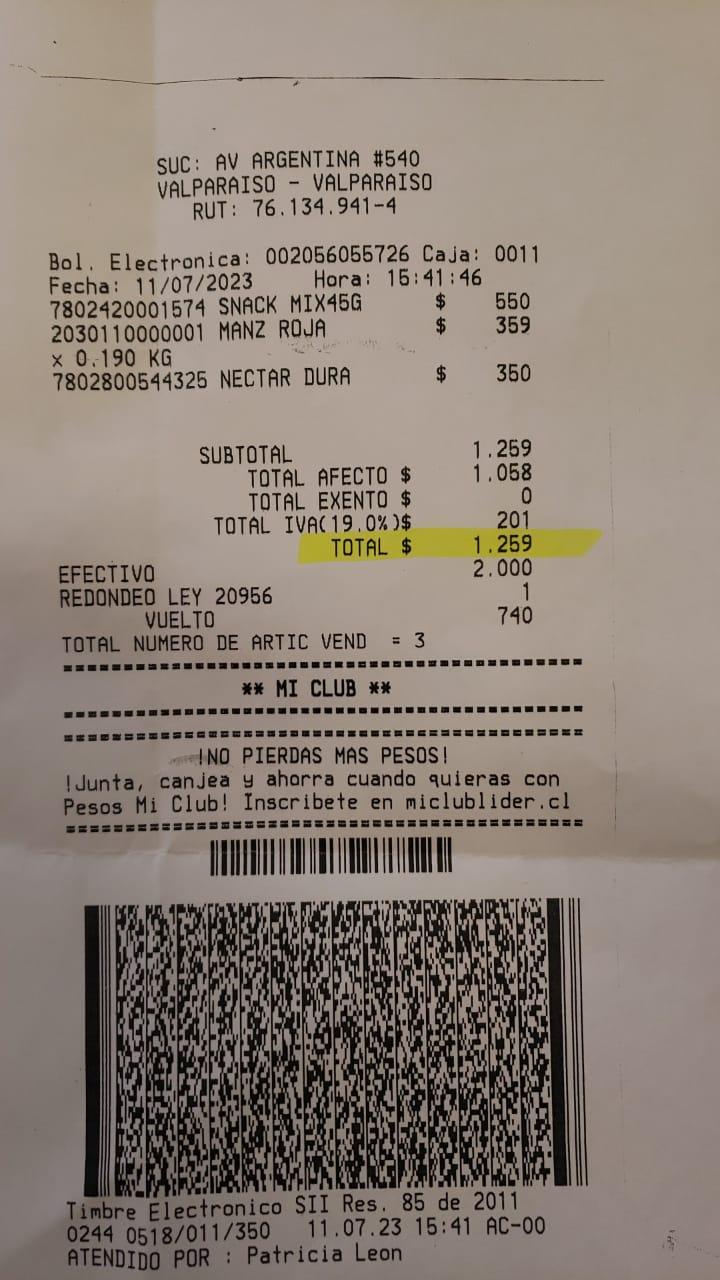 SUC: AV ARGENTINA #540
VALPARAISO - VALPARAISO
RUT: 76.134.941-4
Bol. Electronica: 002056055726 Caja: 0011
Fecha: 11/07/2023 Hora: 15:41:46
7802420001574 SNACK MIX45G $ 550
2030110000001 MANZ ROJA $ 359
x 0.190 KG
7802800544325 NECTAR DURA $ 350
SUBTOTAL 1.259
TOTAL AFECTO $ 1.058
TOTAL EXENTO $ 0
TOTAL IVA(19.0%)$ 201
TOTAL $ 1.259
EFECTIVO 2.000
REDONDEO LEY 20956 1
VUELTO 740
TOTAL NUMERO DE ARTIC VEND = 3
** MI CLUB **
!NO PIERDAS MAS PESOS!
!Junta, canjea y ahorra cuando quieras con
Pesos Mi Club! Inscribete en miclublider.cl
Timbre Electronico SII Res. 85 de 2011
0244 0518/011/350 11.07.23 15:41 AC-00
ATENDIDO POR : Patricia Leon